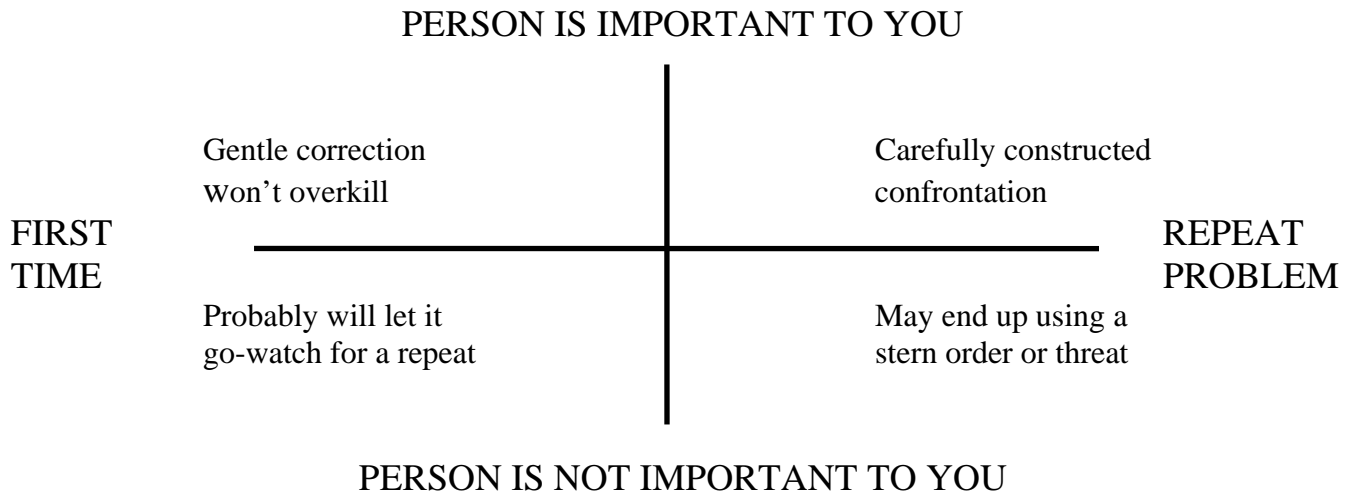 PERSON IS IMPORTANT TO YOU
Gentle correction
won’t overkill
Carefully constructed
confrontation
FIRST
TIME
REPEAT
PROBLEM
Probably will let it
go-watch for a repeat
May end up using a
stern order or threat
PERSON IS NOT IMPORTANT TO YOU